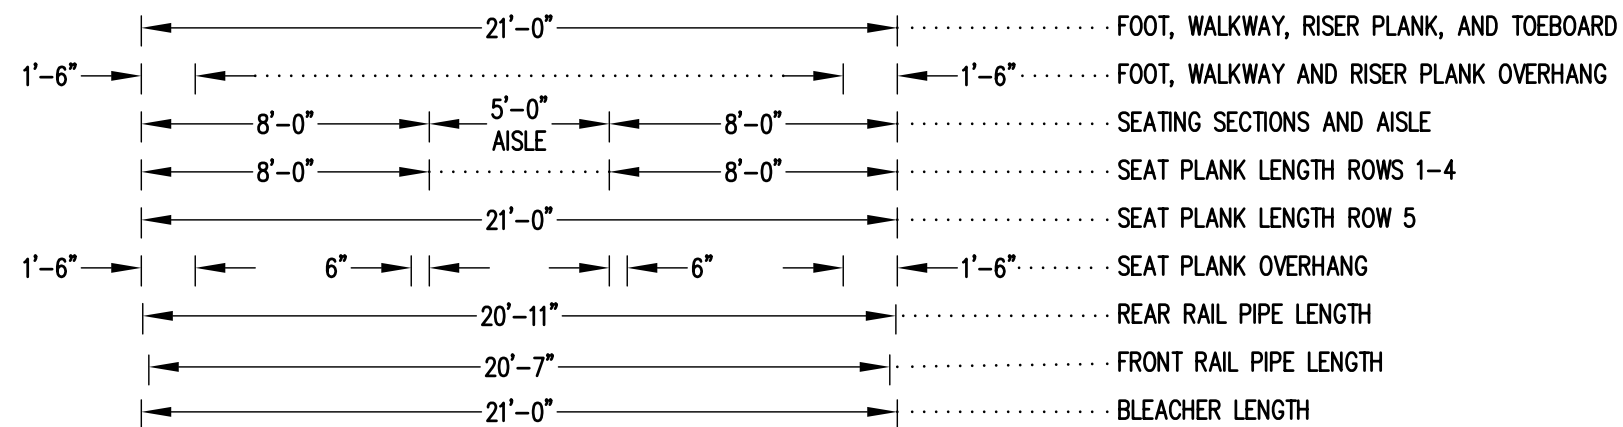 21'-0" FOOT, WALKWAY, RISER PLANK, AND TOEBOARD
1'-6" 1'-6" FOOT, WALKWAY AND RISER PLANK OVERHANG
8'-0" 5'-0" 8'-0" SEATING SECTIONS AND AISLE
AISLE
8'-0" 8'-0" SEAT PLANK LENGTH ROWS 1-4
21'-0" SEAT PLANK LENGTH ROW 5
1'-6" 6" 6" 1'-6" SEAT PLANK OVERHANG
20'-11" REAR RAIL PIPE LENGTH
20'-7" FRONT RAIL PIPE LENGTH
21'-0" BLEACHER LENGTH